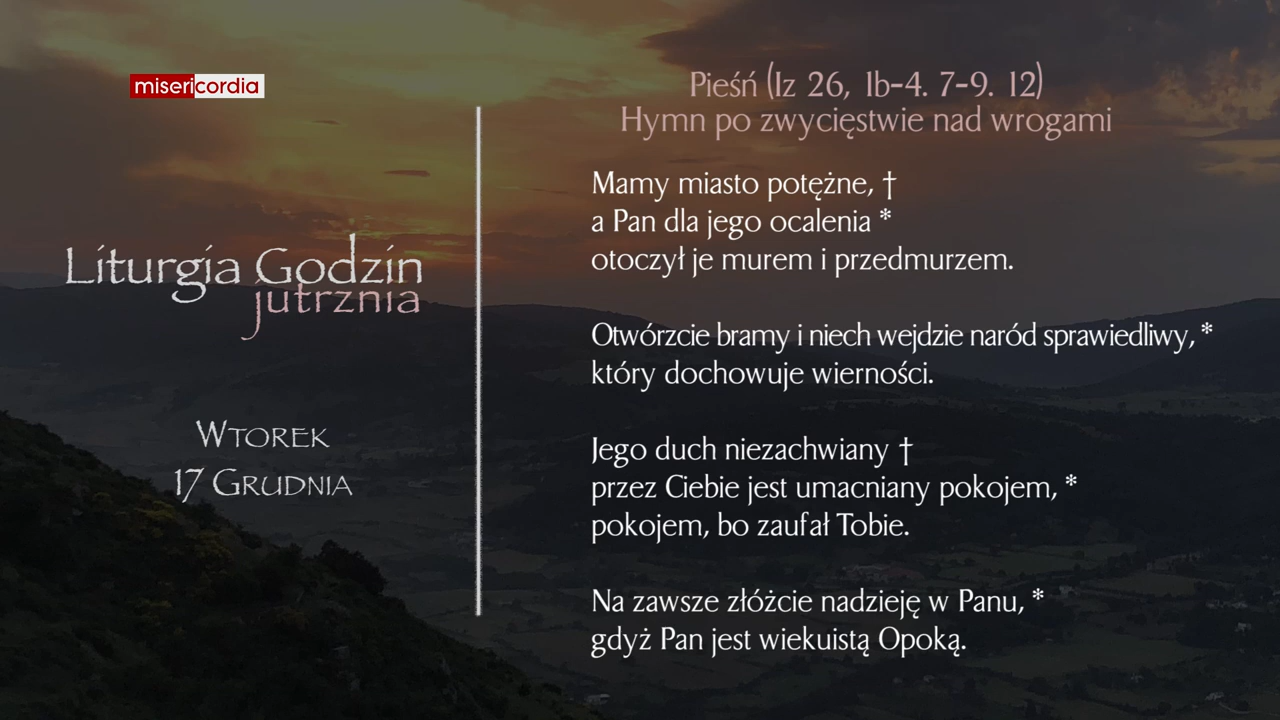 misericordia
Liturgia Godzin
jutrznia
Wtorek
17 Grudnia
Pieśń (Iz 26, 1b-4. 7-9. 12)
Hymn po zwycięstwie nad wrogami
Mamy miasto potężne, †
a Pan dla jego ocalenia *
otoczył je murem i przedmurzem.
Otwórzcie bramy i niech wejdzie naród sprawiedliwy, *
który dochowuje wierności.
Jego duch niezachwiany †
przez Ciebie jest umacniany pokojem, *
pokojem, bo zaufał Tobie.
Na zawsze złóżcie nadzieję w Panu, *
gdyż Pan jest wiekuistą Opoką.